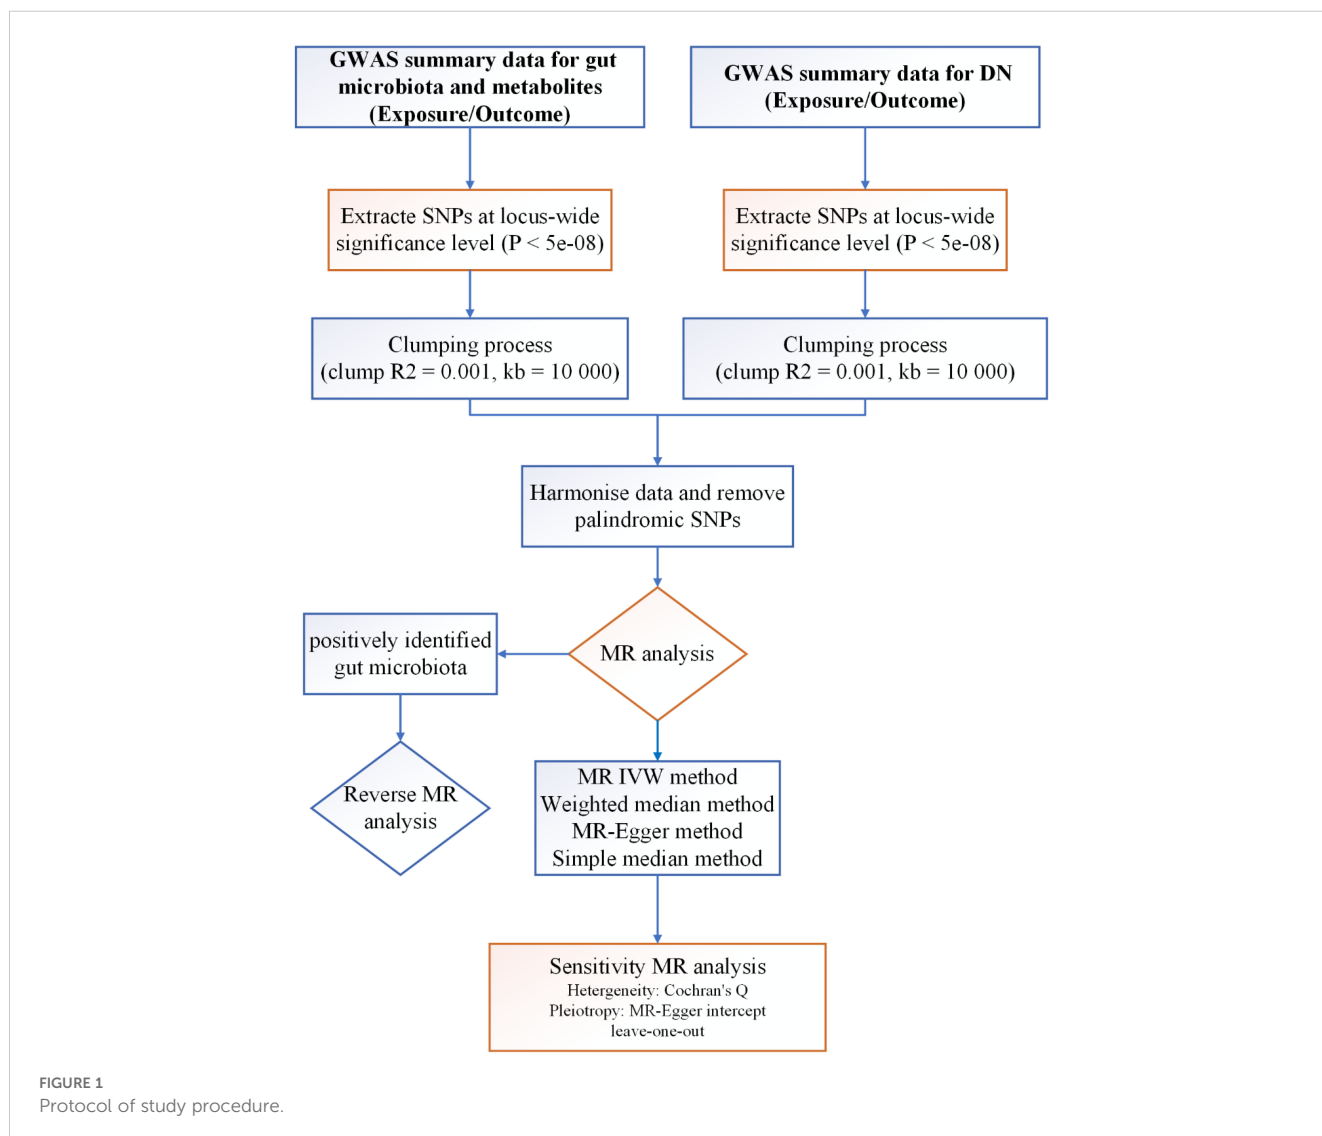 GWAS summary data for gut
microbiota and metabolites
(Exposure/Outcome)
GWAS summary data for DN
(Exposure/Outcome)
Extracte SNPs at locus-wide
significance level (P < 5e-08)
Extracte SNPs at locus-wide
significance level (P < 5e-08)
Clumping process
(clump R2 = 0.001, kb = 10 000)
Clumping process
(clump R2 = 0.001, kb = 10 000)
Harmonise data and remove
palindromic SNPs
MR analysis
positively identified
gut microbiota
Reverse MR
analysis
MR IVW method
Weighted median method
MR-Egger method
Simple median method
Sensitivity MR analysis
Hetergeneity: Cochran's Q
Pleiotropy: MR-Egger intercept
leave-one-out
FIGURE 1
Protocol of study procedure.